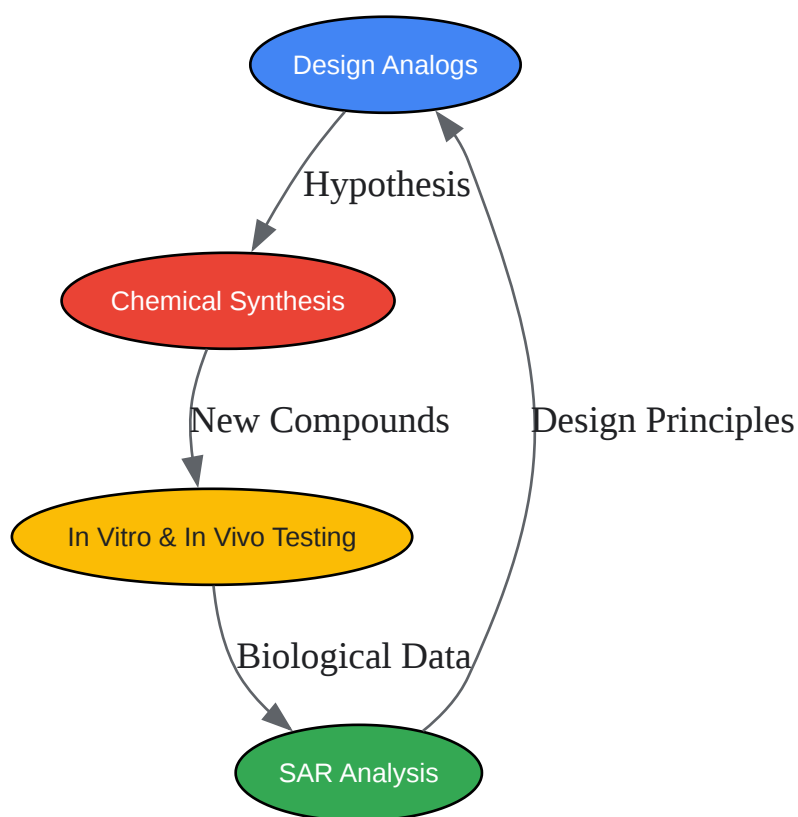 Design Analogs
Hypothesis
Chemical Synthesis
New Compounds
Design Principles
In Vitro & In Vivo Testing
Biological Data
SAR Analysis